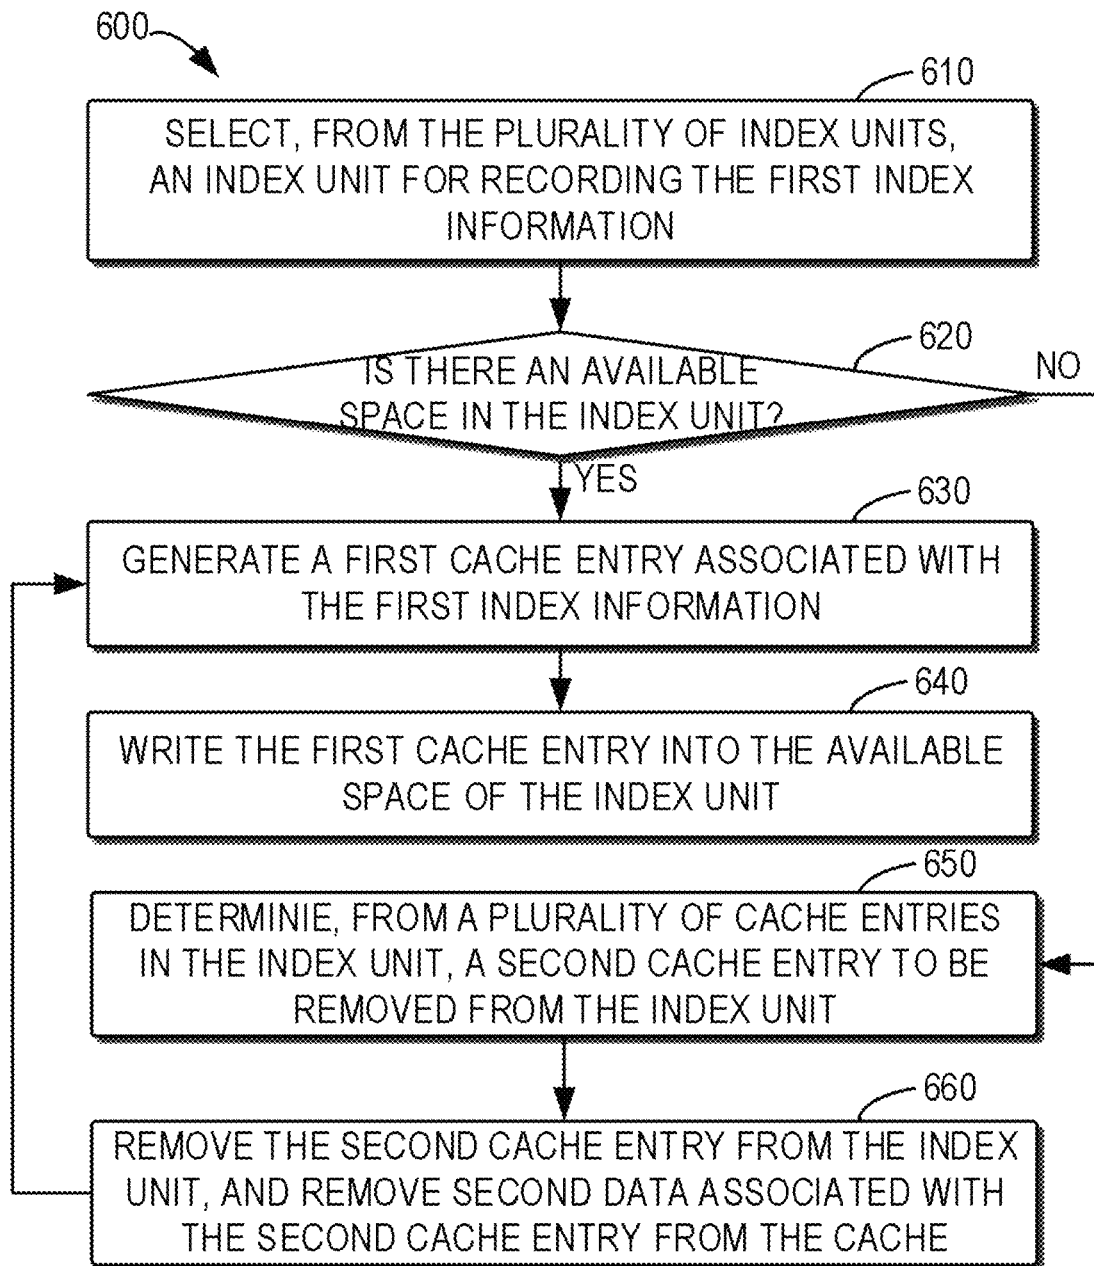 600
610
SELECT, FROM THE PLURALITY OF INDEX UNITS,
AN INDEX UNIT FOR RECORDING THE FIRST INDEX
INFORMATION
620
IS THERE AN AVAILABLE
SPACE IN THE INDEX UNIT?
NO
YES
630
GENERATE A FIRST CACHE ENTRY ASSOCIATED WITH
THE FIRST INDEX INFORMATION
640
WRITE THE FIRST CACHE ENTRY INTO THE AVAILABLE
SPACE OF THE INDEX UNIT
650
DETERMINIE, FROM A PLURALITY OF CACHE ENTRIES
IN THE INDEX UNIT, A SECOND CACHE ENTRY TO BE
REMOVED FROM THE INDEX UNIT
660
REMOVE THE SECOND CACHE ENTRY FROM THE INDEX
UNIT, AND REMOVE SECOND DATA ASSOCIATED WITH
THE SECOND CACHE ENTRY FROM THE CACHE